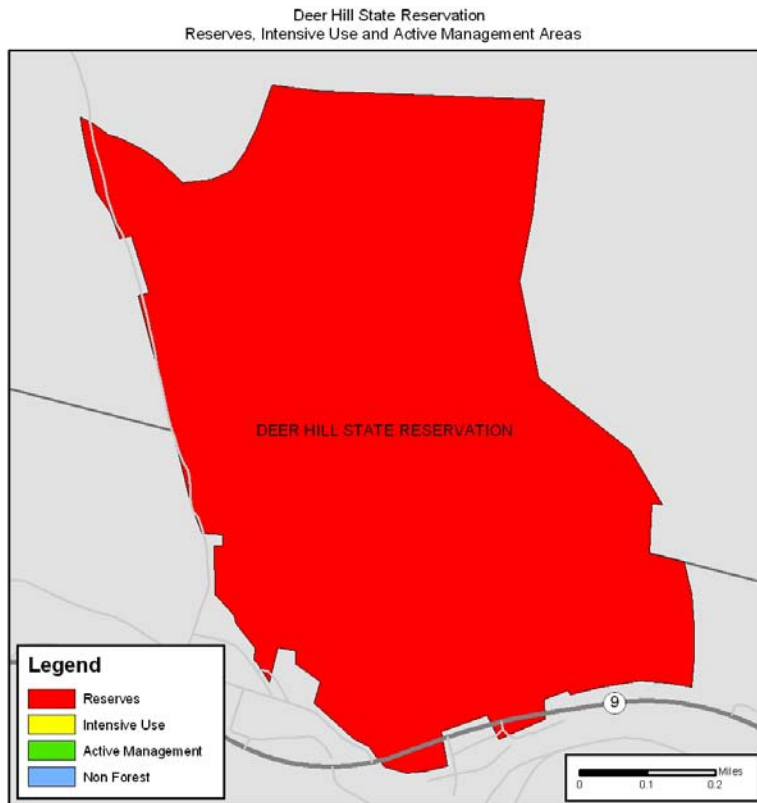 Deer Hill State Reservation
Reserves, Intensive Use and Active Management Areas
DEER HILL STATE RESERVATION
9
Legend
Reserves
Intensive Use
Active Management
Non Forest
Miles
0 0.1 0.2